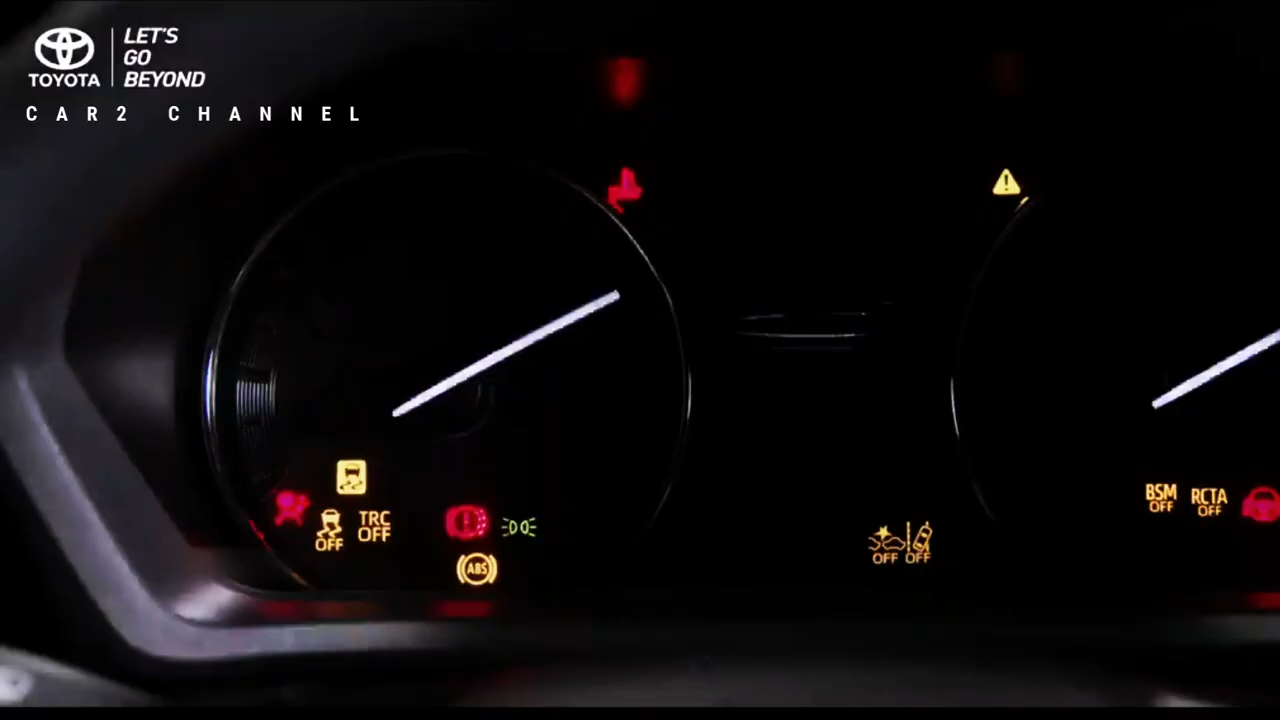 TOYOTA
LET'S
GO
BEYOND
CAR2 CHANNEL
OFF
TRC
OFF
ABS
OFF OFF
BSM
OFF
RCTA
OFF